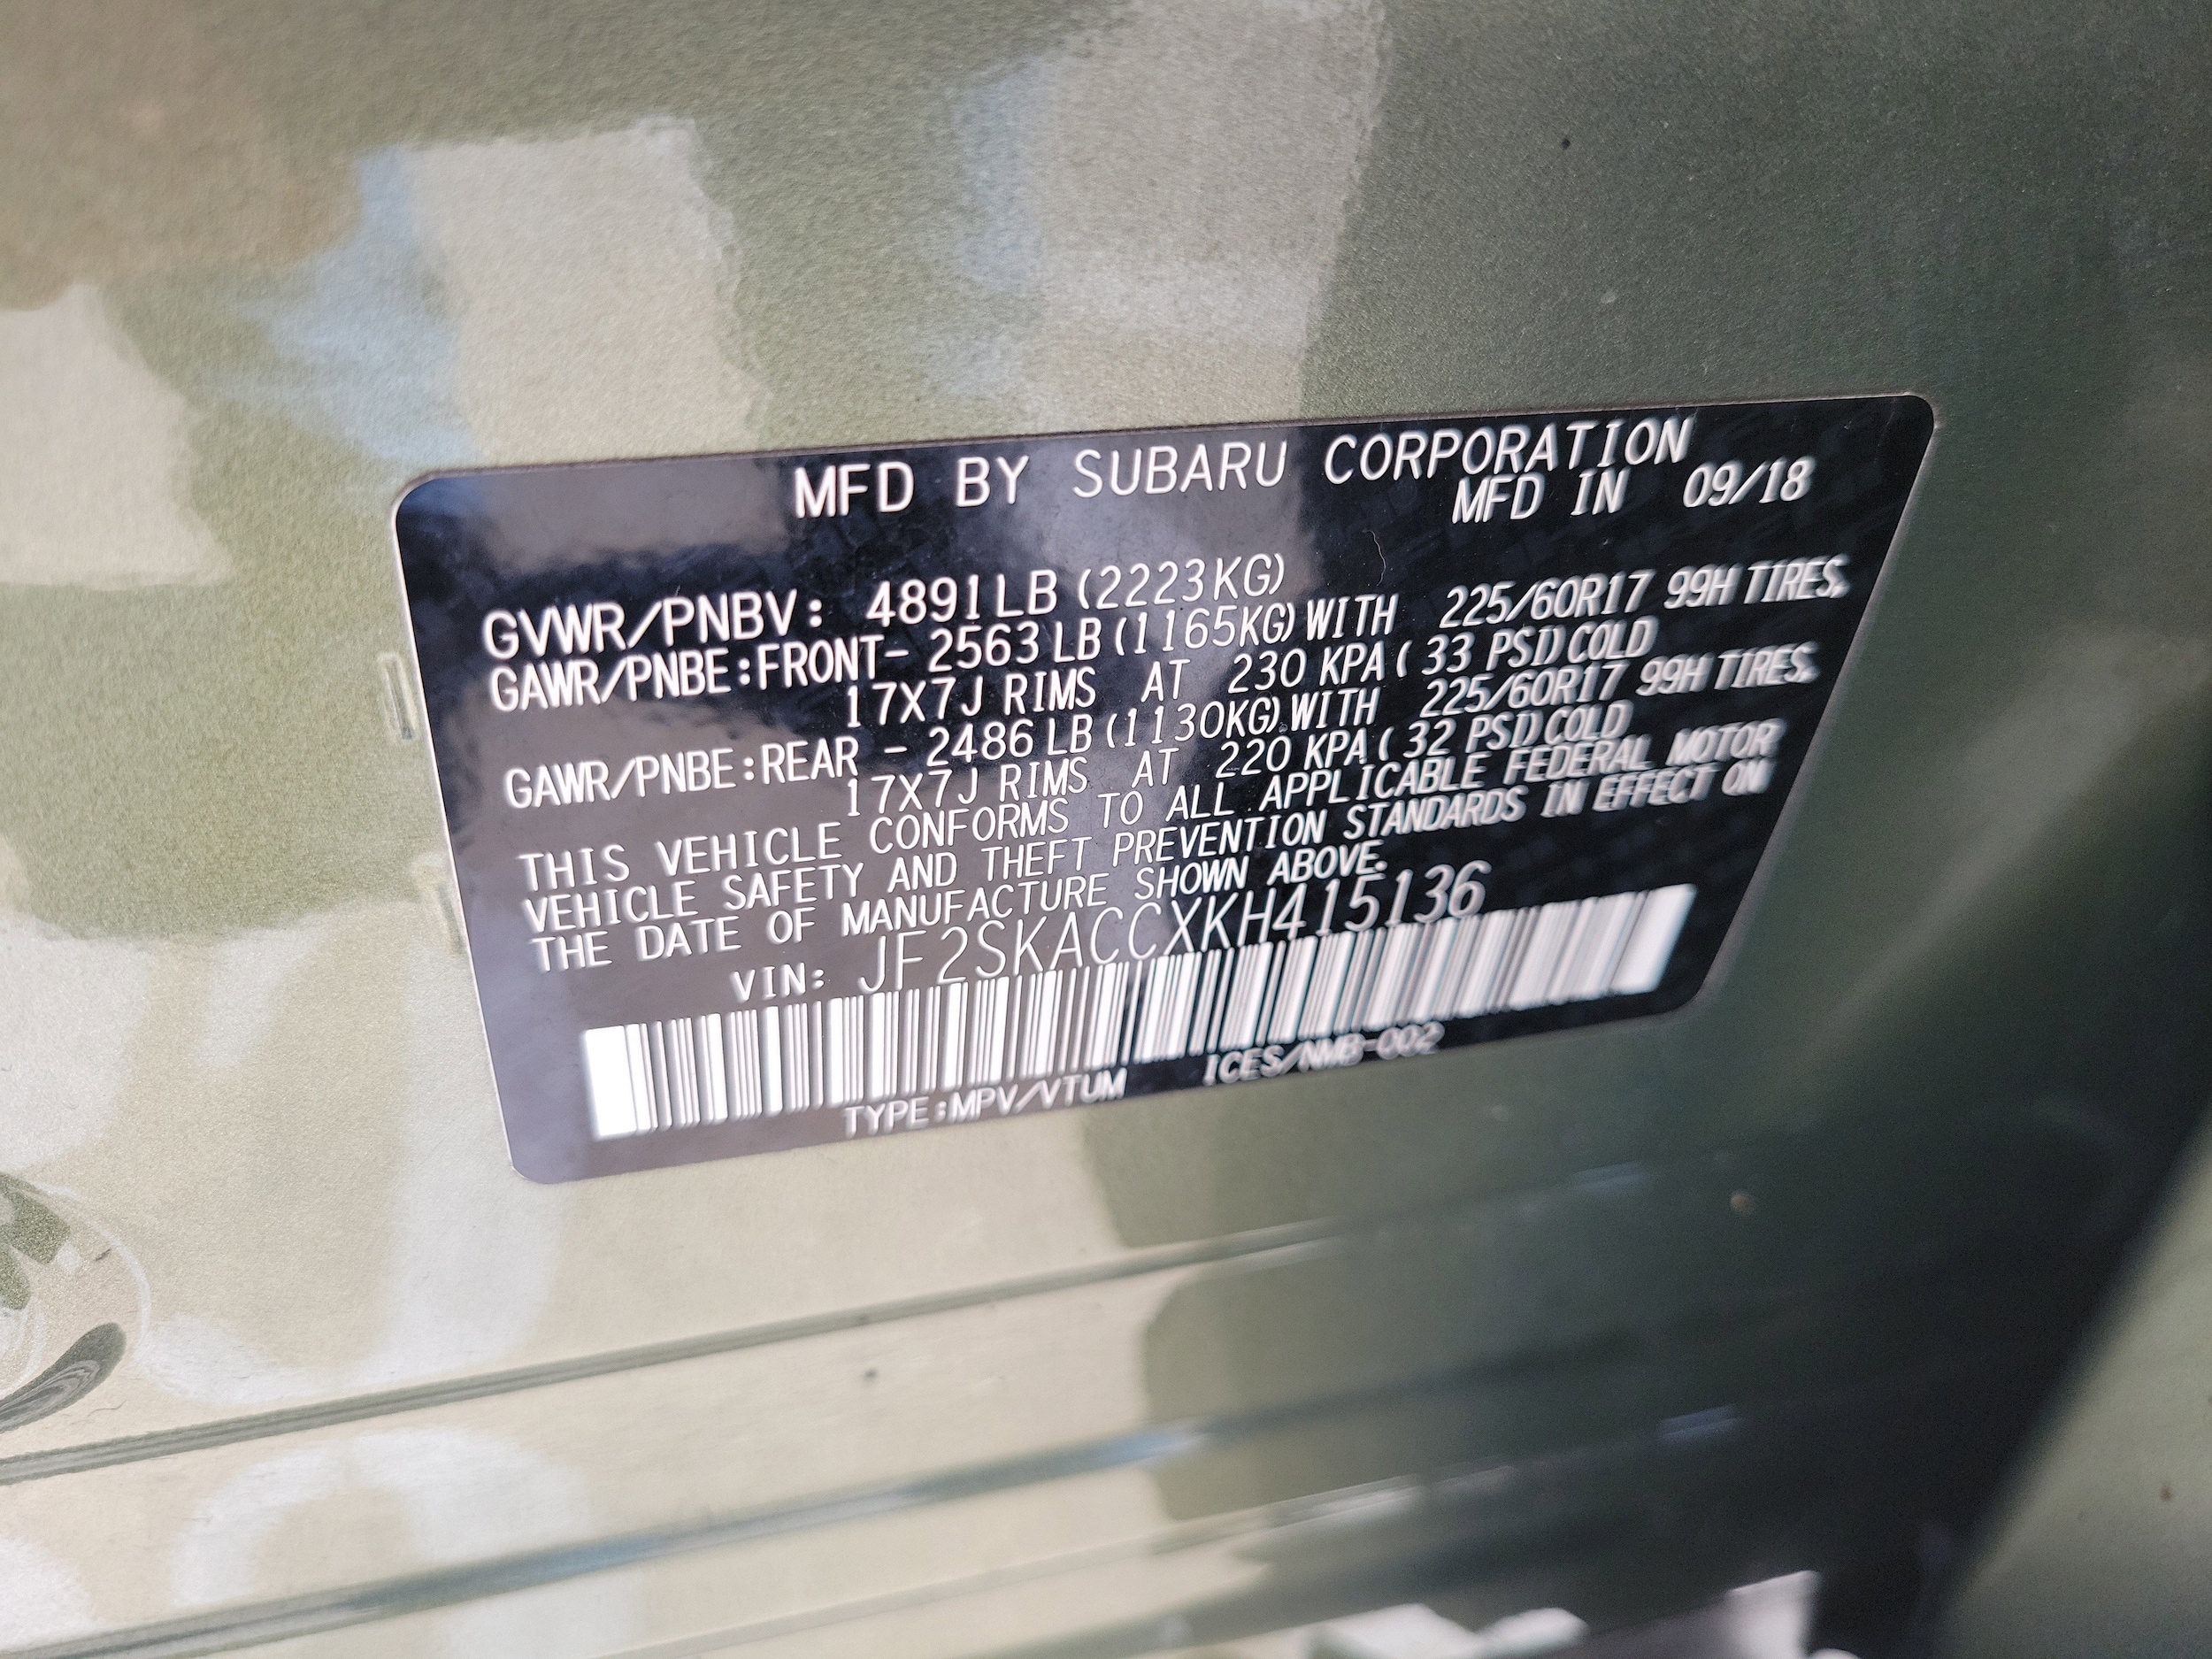 MFD BY SUBARU CORPORATION
MFD IN 09/18
GVWR/PNBV: 4891LB (2223KG)
GAWR/PNBE:FRONT- 2563LB (1165KG) WITH 225/60R17 99H TIRES,
17X7J RIMS AT 230 KPA ( 33 PSI) COLD
GAWR/PNBE:REAR - 2486LB (1130KG) WITH 225/60R17 99H TIRES,
17X7J RIMS AT 220 KPA ( 32 PSI) COLD
THIS VEHICLE CONFORMS TO ALL APPLICABLE FEDERAL MOTOR
VEHICLE SAFETY AND THEFT PREVENTION STANDARDS IN EFFECT ON
THE DATE OF MANUFACTURE SHOWN ABOVE.
VIN: JF2SKACCXKH415136
TYPE:MPV/VTUM ICES/NMB-002